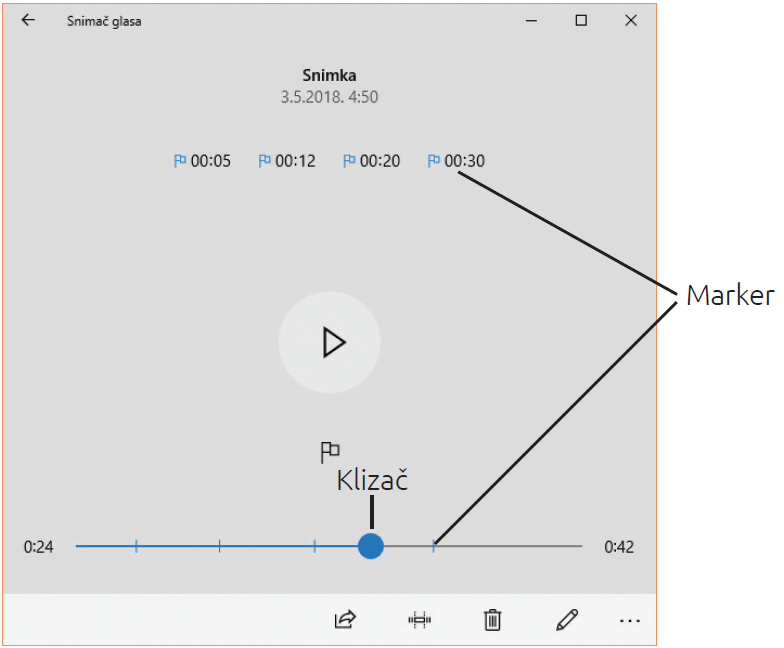 Snimač glasa
Snimka
3.5.2018. 4:50
00:05 00:12 00:20 00:30
Marker
Klizač
0:24 0:42